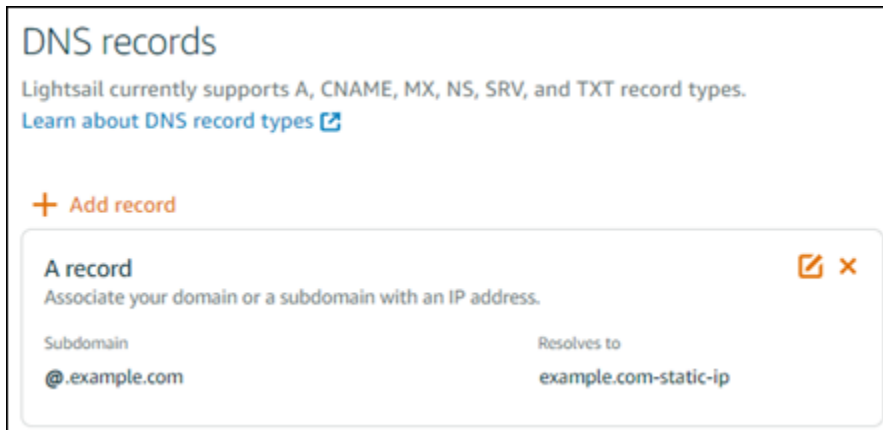 DNS records
Lightsail currently supports A, CNAME, MX, NS, SRV, and TXT record types.
Learn about DNS record types
Add record
A record
Associate your domain or a subdomain with an IP address.
Subdomain
Resolves to
@.example.com
example.com-static-ip